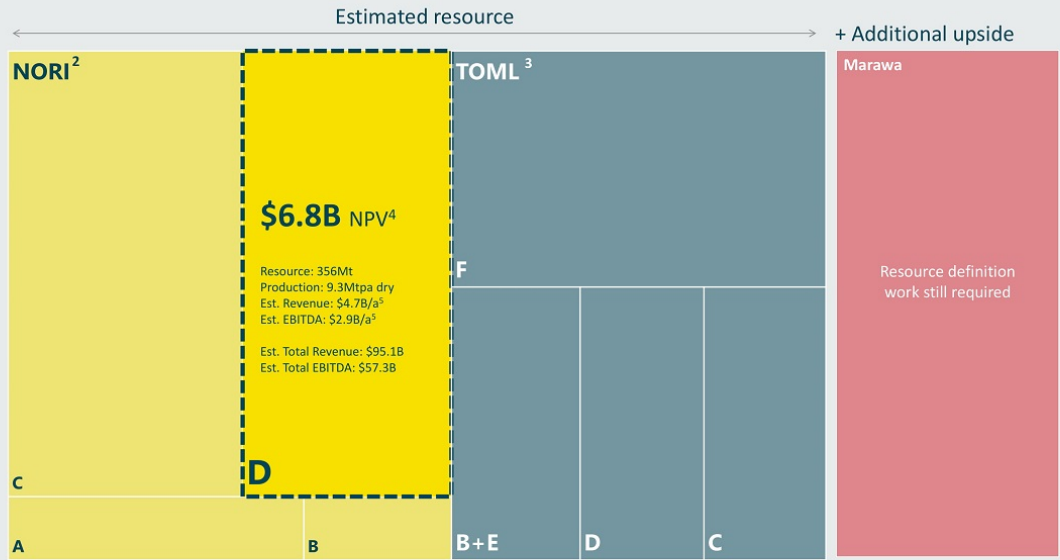 Estimated resource
+ Additional upside
NORI²
$6.8B NPV⁴
Resource: 356Mt
Production: 9.3Mtpa dry
Est. Revenue: $4.7B/a⁵
Est. EBITDA: $2.9B/a⁵
Est. Total Revenue: $95.1B
Est. Total EBITDA: $57.3B
D
C
A
B
TOML ³
F
B+E
D
C
Marawa
Resource definition
work still required